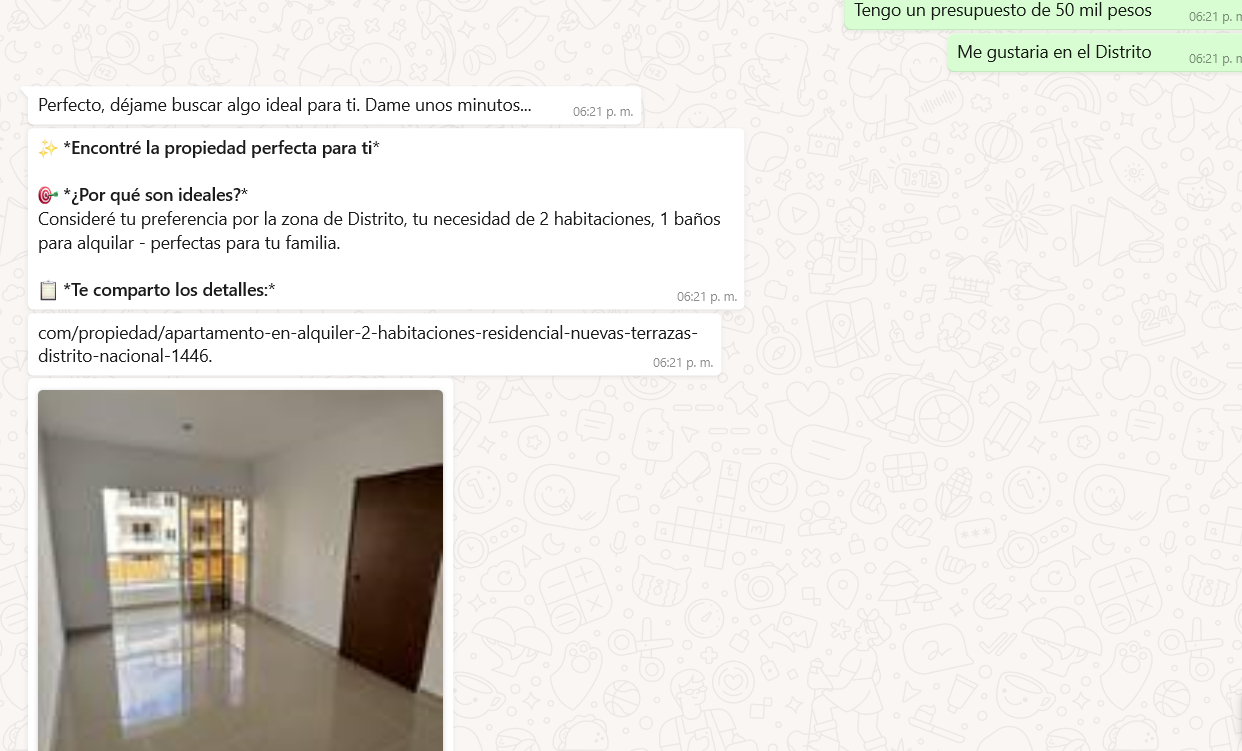 Tengo un presupuesto de 50 mil pesos
06:21 p. m
Me gustaria en el Distrito
06:21 p. m
Perfecto, déjame buscar algo ideal para ti. Dame unos minutos...
06:21 p. m.
✨ *Encontré la propiedad perfecta para ti*
🎯 *¿Por qué son ideales?*
Consideré tu preferencia por la zona de Distrito, tu necesidad de 2 habitaciones, 1 baños
para alquilar - perfectas para tu familia.
📋 *Te comparto los detalles:*
06:21 p. m.
com/propiedad/apartamento-en-alquiler-2-habitaciones-residencial-nuevas-terrazas-
distrito-nacional-1446.
06:21 p. m.